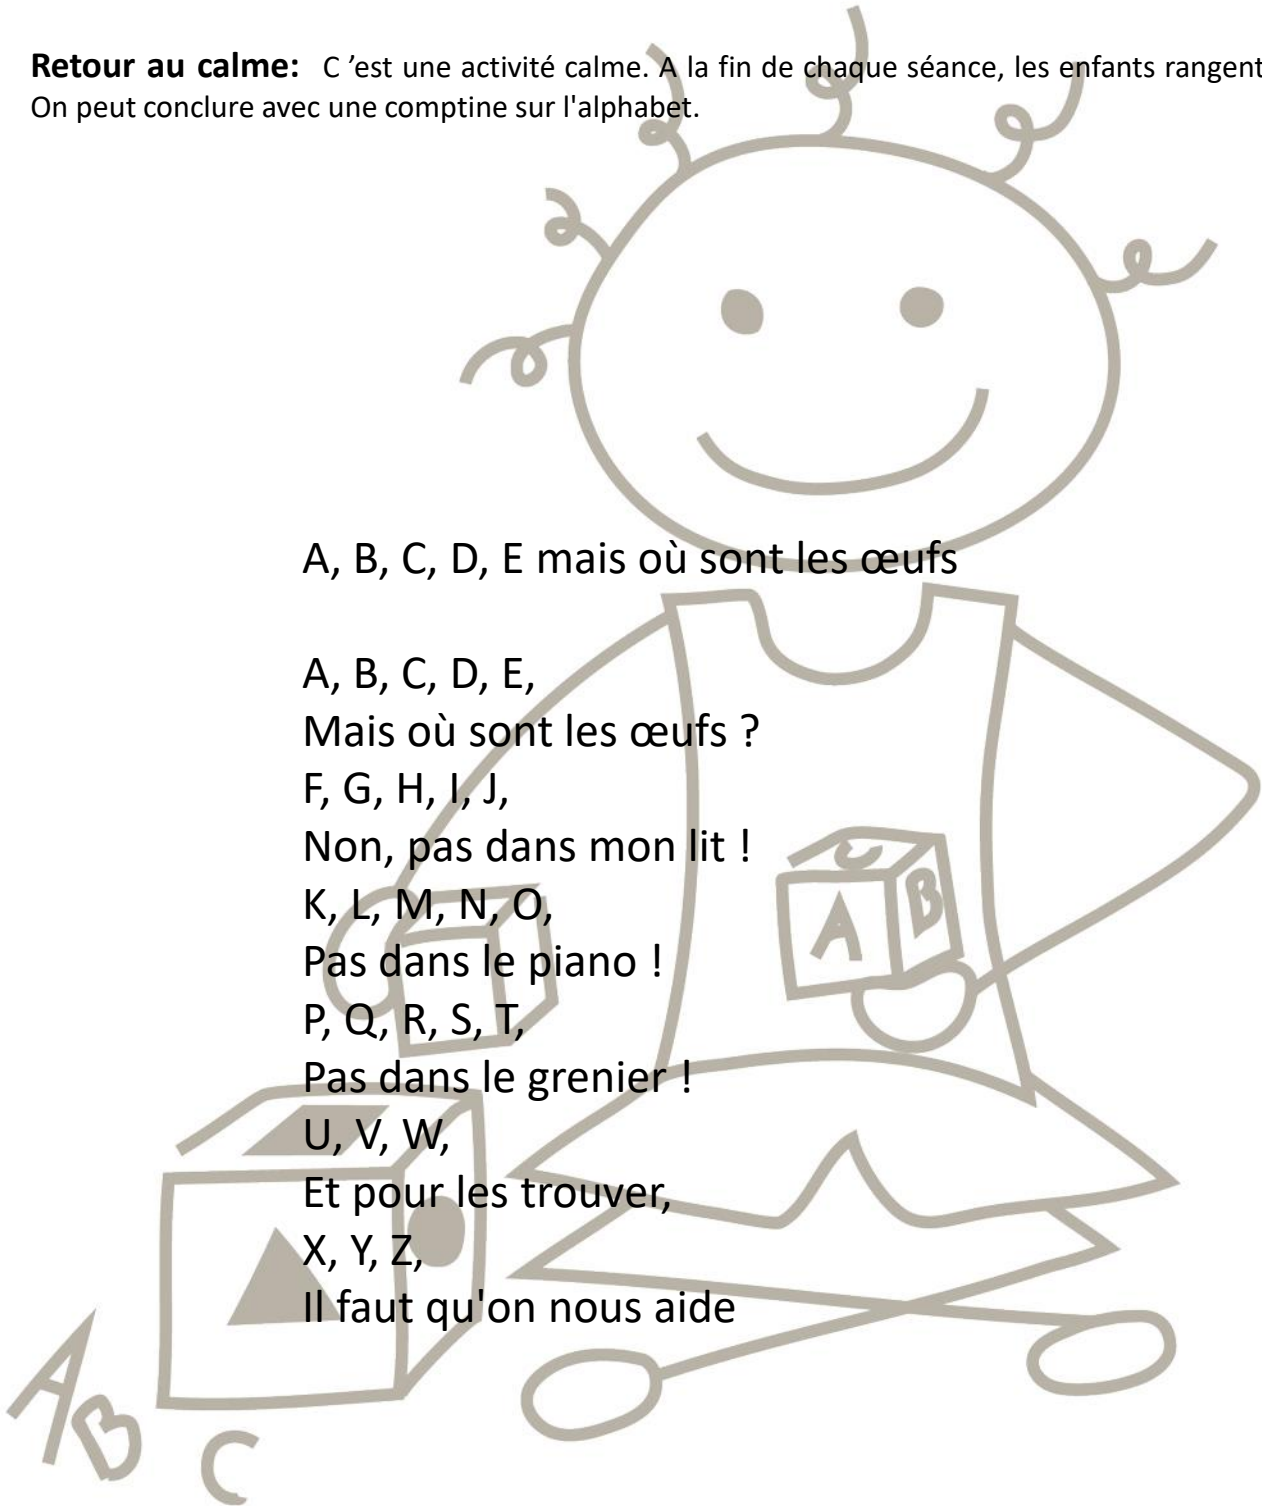 Retour au calme: C 'est une activité calme. A la fin de chaque séance, les enfants rangent
On peut conclure avec une comptine sur l'alphabet.
A, B, C, D, E mais où sont les œufs
A, B, C, D, E,
Mais où sont les œufs ?
F, G, H, I, J,
Non, pas dans mon lit !
K, L, M, N, O,
Pas dans le piano !
P, Q, R, S, T,
Pas dans le grenier !
U, V, W,
Et pour les trouver,
X, Y, Z,
Il faut qu'on nous aide
C
A B
A
B
C